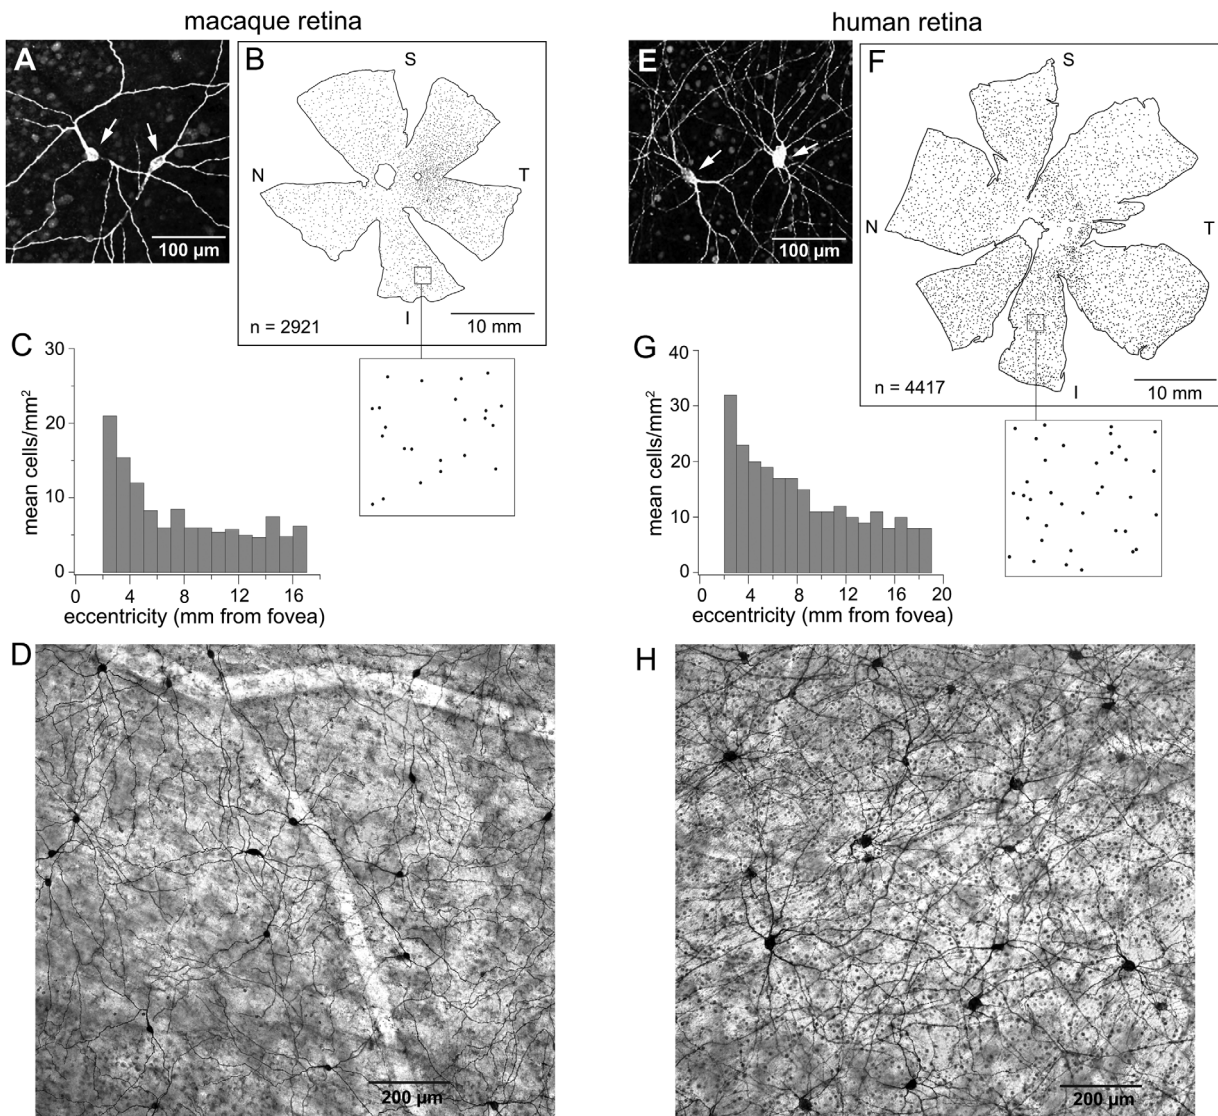 macaque retina
human retina
A
100 µm
B
S
N
T
I
n = 2921
10 mm
E
100 µm
F
S
N
T
I
n = 4417
10 mm
C
30
20
10
0
mean cells/mm²
0
4
8
12
16
eccentricity (mm from fovea)
G
40
30
20
10
0
mean cells/mm²
0
4
8
12
16
20
eccentricity (mm from fovea)
D
200 µm
H
200 µm